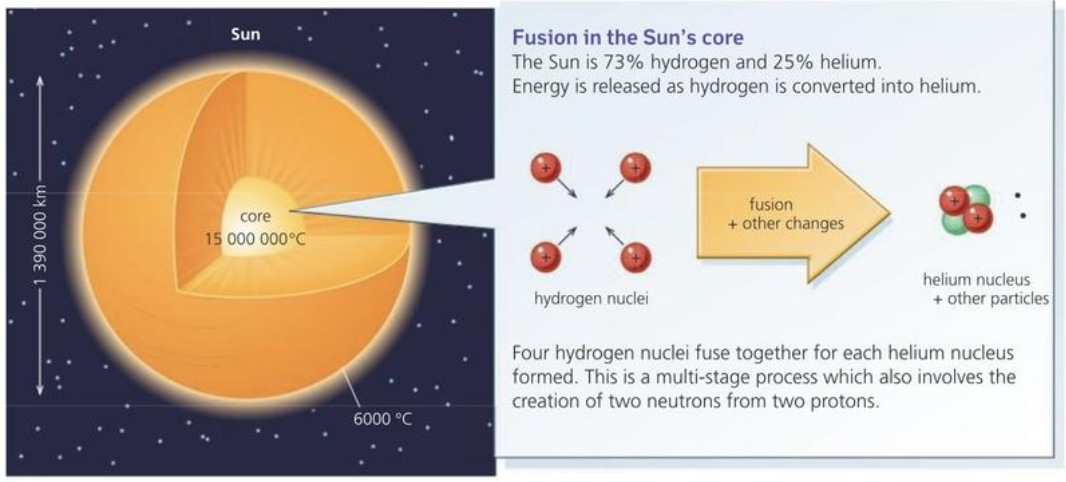 Sun
1 390 000 km
core
15 000 000°C
6000 °C
Fusion in the Sun's core
The Sun is 73% hydrogen and 25% helium.
Energy is released as hydrogen is converted into helium.
+
+
+
+
hydrogen nuclei
fusion
+ other changes
+
+
helium nucleus
+ other particles
Four hydrogen nuclei fuse together for each helium nucleus
formed. This is a multi-stage process which also involves the
creation of two neutrons from two protons.